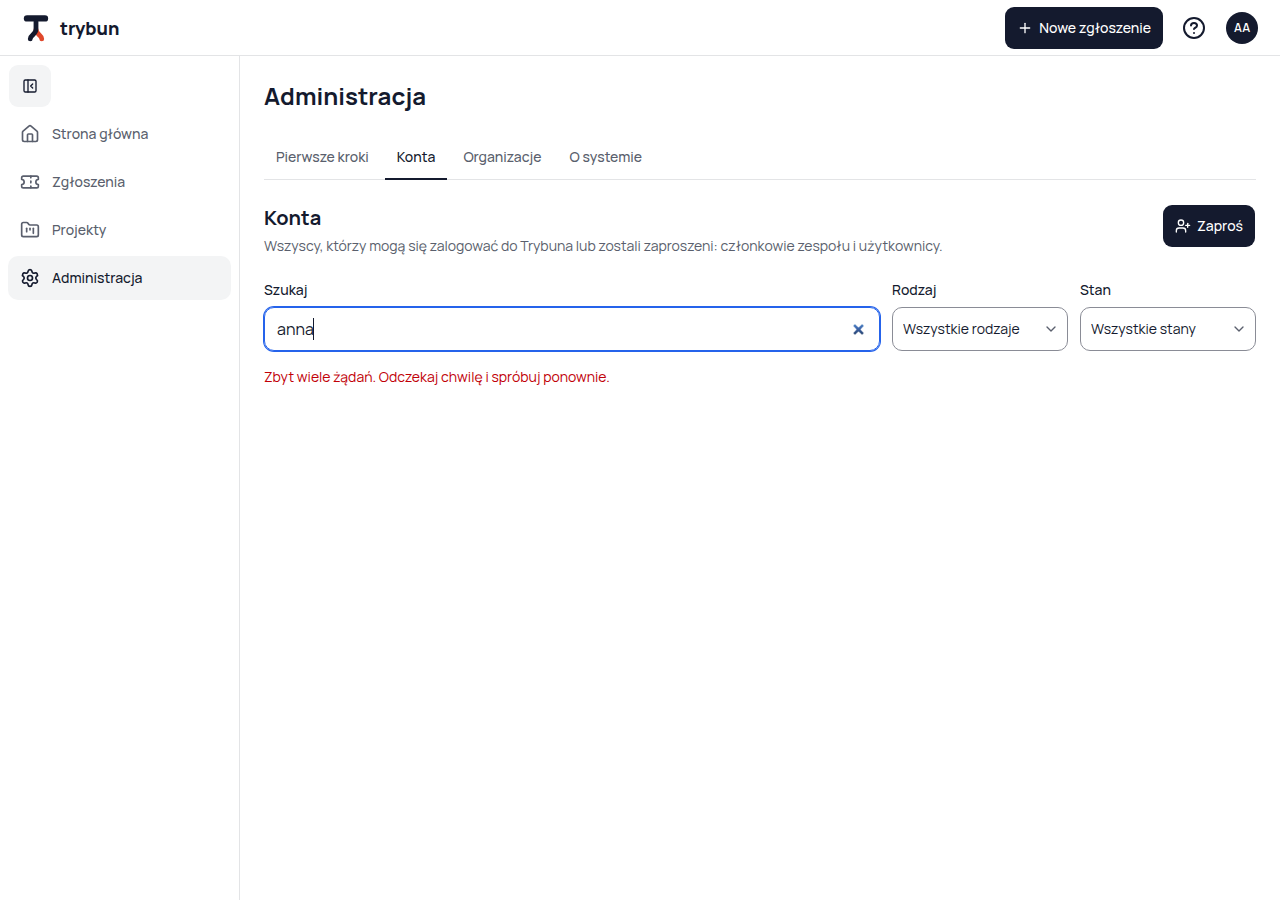 trybun
Nowe zgłoszenie
AA
Strona główna
Zgłoszenia
Projekty
Administracja
Administracja
Pierwsze kroki
Konta
Organizacje
O systemie
Konta
Wszyscy, którzy mogą się zalogować do Trybuna lub zostali zaproszeni: członkowie zespołu i użytkownicy.
Zaproś
Szukaj
anna
Rodzaj
Wszystkie rodzaje
Stan
Wszystkie stany
Zbyt wiele żądań. Odczekaj chwilę i spróbuj ponownie.